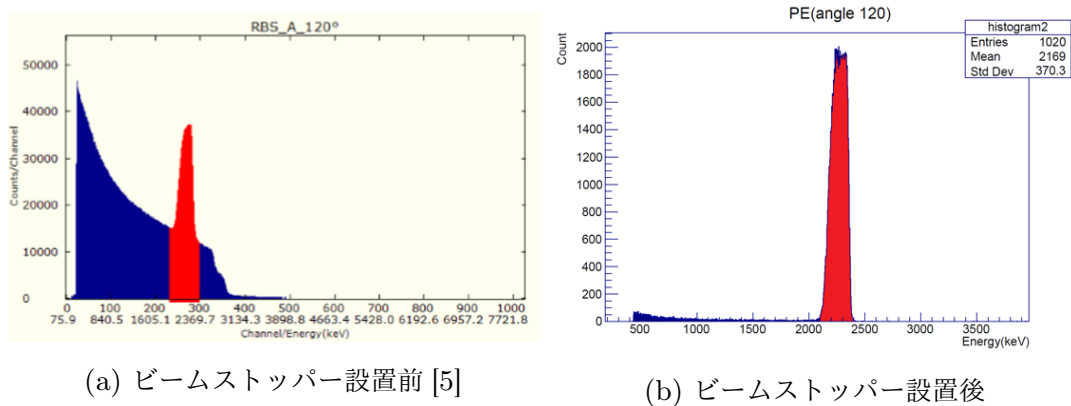 RBS_A_120°
Counts/Channel
50000
40000
30000
20000
10000
0
0 100 200 300 400 500 600 700 800 900 1000
75.9 840.5 1605.1 2369.7 3134.3 3898.8 4663.4 5428.0 6192.6 6957.2 7721.8
Channel/Energy(keV)
(a) ビームストッパー設置前 [5]
PE(angle 120)
histogram2
Entries 1020
Mean 2169
Std Dev 370.3
Count
2000
1800
1600
1400
1200
1000
800
600
400
200
0
500 1000 1500 2000 2500 3000 3500
Energy(keV)
(b) ビームストッパー設置後